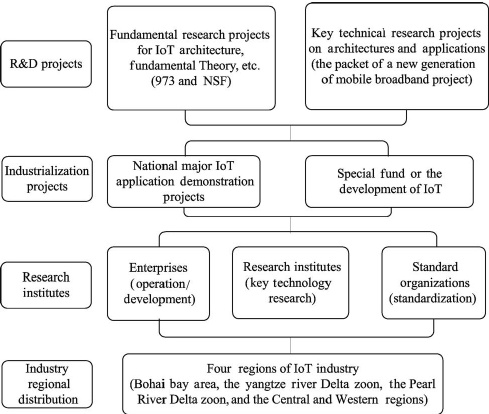 Fundamental research projects
for IoT architecture,
fundamental Theory, etc.
(973 and NSF)
Key technical research projects
on architectures and applications
(the packet of a new generation
of mobile broadband project)
R&D projects
Industrialization
projects
National major IoT
application demonstration
projects
Special fund or the
development of IoT
Research
institutes
Enterprises
(operation/
development)
Research institutes
(key technology
research)
Standard
organizations
(standardization)
Industry
regional
distribution
Four regions of IoT industry
(Bohai bay area, the yangtze river Delta zoon, the Pearl
River Delta zoon, and the Central and Western regions)